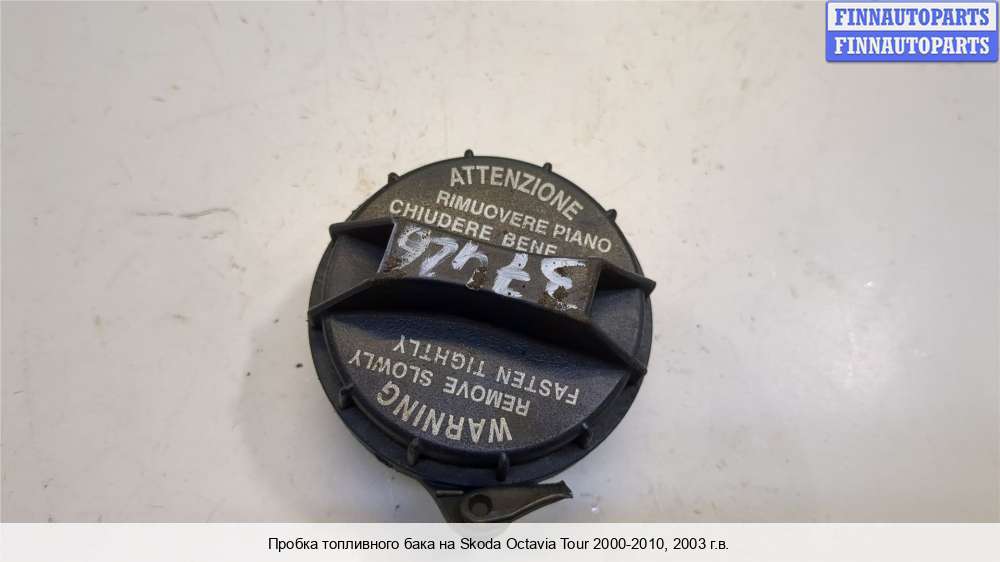 FINNAUTOPARTS
FINNAUTOPARTS
ATTENZIONE
RIMUOVERE PIANO
CHIUDERE BENE
37426
WARNING
REMOVE SLOWLY
FASTEN TIGHTLY
Пробка топливного бака на Skoda Octavia Tour 2000-2010, 2003 г.в.